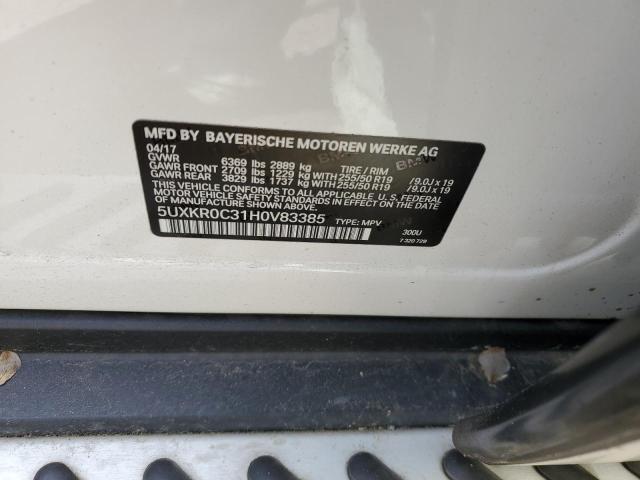 MFD BY BAYERISCHE MOTOREN WERKE AG
04/17
GVWR 6369 lbs 2889 kg TIRE / RIM
GAWR FRONT 2709 lbs 1229 kg WITH 255/50 R19 /9.0J x 19
GAWR REAR 3829 lbs 1737 kg WITH 255/50 R19 /9.0J x 19
THIS VEHICLE CONFORMS TO ALL APPLICABLE U. S. FEDERAL
MOTOR VEHICLE SAFETY STANDARDS IN EFFECT ON THE DATE OF
MANUFACTURE SHOWN ABOVE.
5UXKR0C31H0V83385 TYPE: MPV 300U
7 320 728